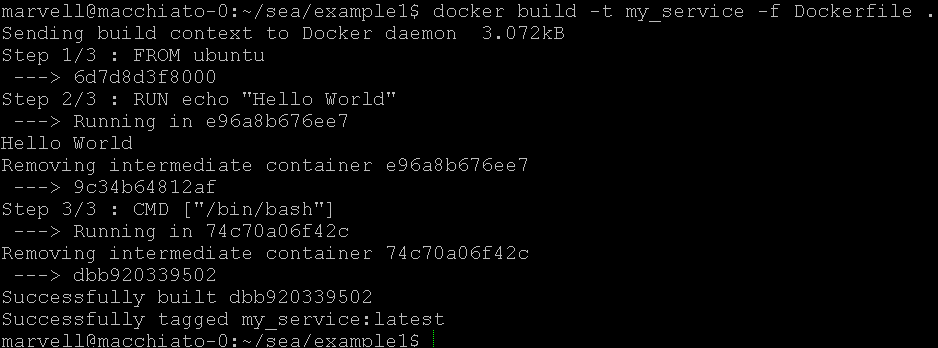 marvell@macchiato-0:~/sea/example1$ docker build -t my_service -f Dockerfile .
Sending build context to Docker daemon  3.072kB
Step 1/3 : FROM ubuntu
 ---> 6d7d8d3f8000
Step 2/3 : RUN echo "Hello World"
 ---> Running in e96a8b676ee7
Hello World
Removing intermediate container e96a8b676ee7
 ---> 9c34b64812af
Step 3/3 : CMD ["/bin/bash"]
 ---> Running in 74c70a06f42c
Removing intermediate container 74c70a06f42c
 ---> dbb920339502
Successfully built dbb920339502
Successfully tagged my_service:latest
marvell@macchiato-0:~/sea/example1$